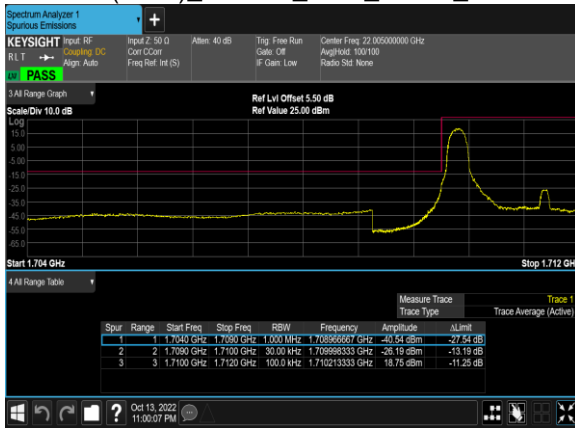 Spectrum Analyzer 1
Spurious Emissions
+
KEYSIGHT Input: RF Input Z: 50 Ω Atten: 40 dB Trig: Free Run Center Freq: 22.005000000 GHz
RLT Coupling: DC Corr CCorr Gate: Off Avg|Hold: 100/100
Align: Auto Freq Ref: Int (S) IF Gain: Low Radio Std: None
PASS
3 All Range Graph
Ref Lvl Offset 5.50 dB
Scale/Div 10.0 dB Ref Value 25.00 dBm
Log
15.0
5.00
-5.00
-15.0
-25.0
-35.0
-45.0
-55.0
-65.0
Start 1.704 GHz Stop 1.712 GH
4 All Range Table
Measure Trace Trace 1
Trace Type Trace Average (Active)
Spur Range Start Freq Stop Freq RBW Frequency Amplitude ΔLimit
1 1 1.7040 GHz 1.7090 GHz 1.000 MHz 1.708966667 GHz -40.54 dBm -27.54 dB
2 2 1.7090 GHz 1.7100 GHz 30.00 kHz 1.709998333 GHz -26.19 dBm -13.19 dB
3 3 1.7100 GHz 1.7120 GHz 100.0 kHz 1.710213333 GHz 18.75 dBm -11.25 dB
? Oct 13, 2022
11:00:07 PM